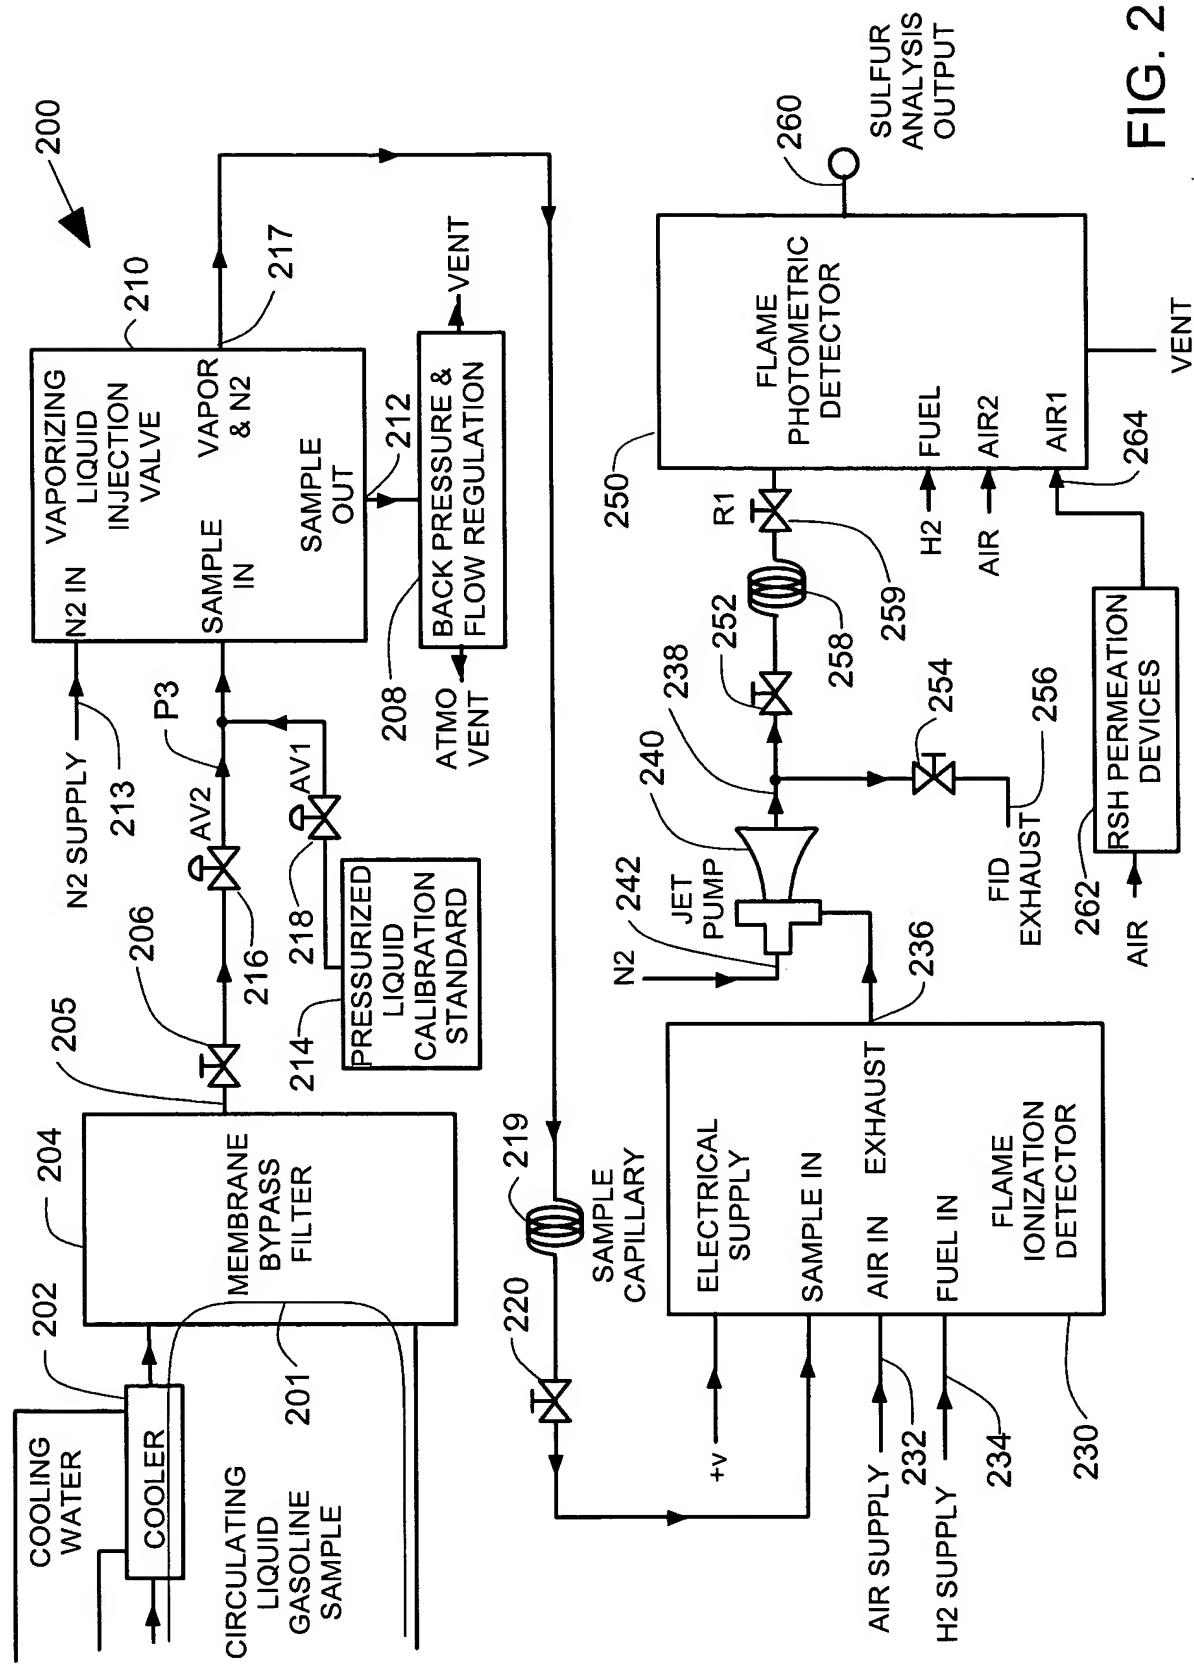 200
COOLING
WATER
202
COOLER
CIRCULATING
LIQUID
GASOLINE
SAMPLE
201
204
MEMBRANE
BYPASS
FILTER
205
206
216
AV2
P3
218
AV1
214
PRESSURIZED
LIQUID
CALIBRATION
STANDARD
N2 SUPPLY
213
N2 IN
VAPORIZING
LIQUID
INJECTION
VALVE
210
SAMPLE
IN
VAPOR
& N2
217
SAMPLE
OUT
212
208
BACK PRESSURE &
FLOW REGULATION
ATMO
VENT
VENT
220
219
SAMPLE
CAPILLARY
+v
ELECTRICAL
SUPPLY
SAMPLE IN
AIR SUPPLY
232
AIR IN
EXHAUST
H2 SUPPLY
234
FUEL IN
FLAME
IONIZATION
DETECTOR
230
236
N2
242
JET
PUMP
240
238
252
254
FID
EXHAUST
256
258
R1
259
250
FLAME
PHOTOMETRIC
DETECTOR
H2
FUEL
AIR
AIR2
AIR1
264
AIR
262
RSH PERMEATION
DEVICES
VENT
260
SULFUR
ANALYSIS
OUTPUT
FIG. 2